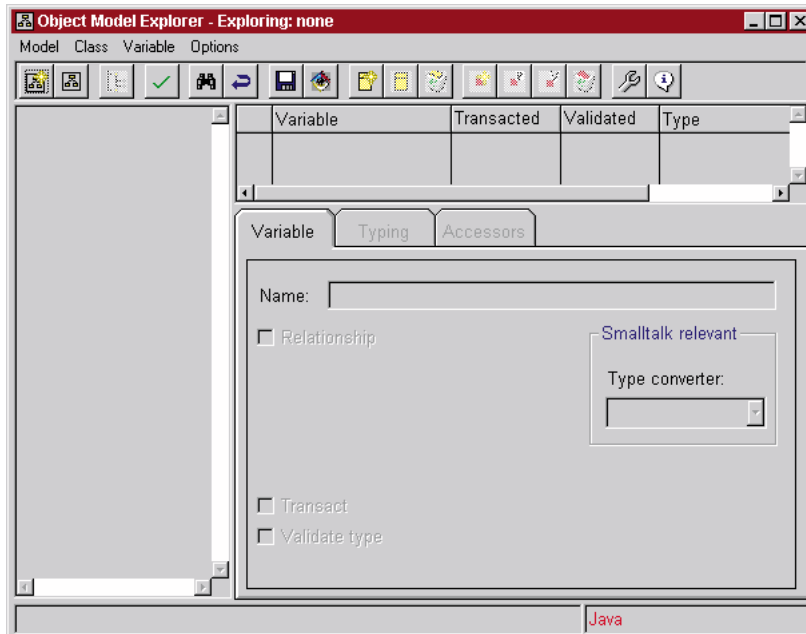 Object Model Explorer - Exploring: none
Model Class Variable Options
Variable Transacted Validated Type
Variable Typing Accessors
Name:
Relationship
Smalltalk relevant
Type converter:
Transact
Validate type
Java